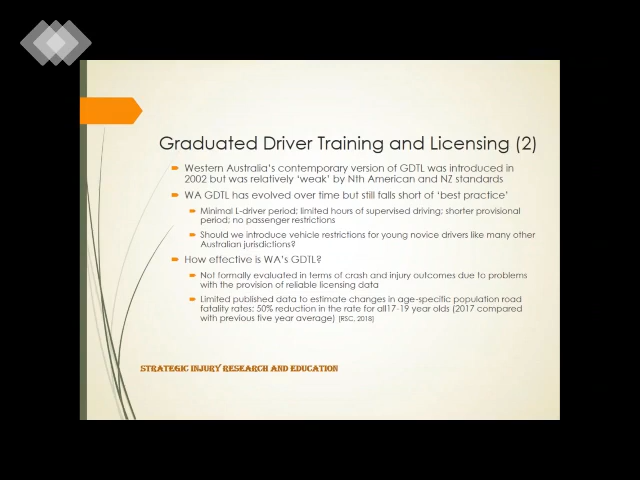 Graduated Driver Training and Licensing (2)
Western Australia's contemporary version of GDTL was introduced in
2002 but was relatively 'weak' by Nth American and NZ standards
WA GDTL has evolved over time but still falls short of 'best practice'
Minimal L-driver period; limited hours of supervised driving; shorter provisional
period; no passenger restrictions
Should we introduce vehicle restrictions for young novice drivers like many other
Australian jurisdictions?
How effective is WA's GDTL?
Not formally evaluated in terms of crash and injury outcomes due to problems
with the provision of reliable licensing data
Limited published data to estimate changes in age-specific population road
fatality rates: 50% reduction in the rate for all17-19 year olds (2017 compared
with previous five year average) (RSC, 2018)
STRATEGIC INJURY RESEARCH AND EDUCATION